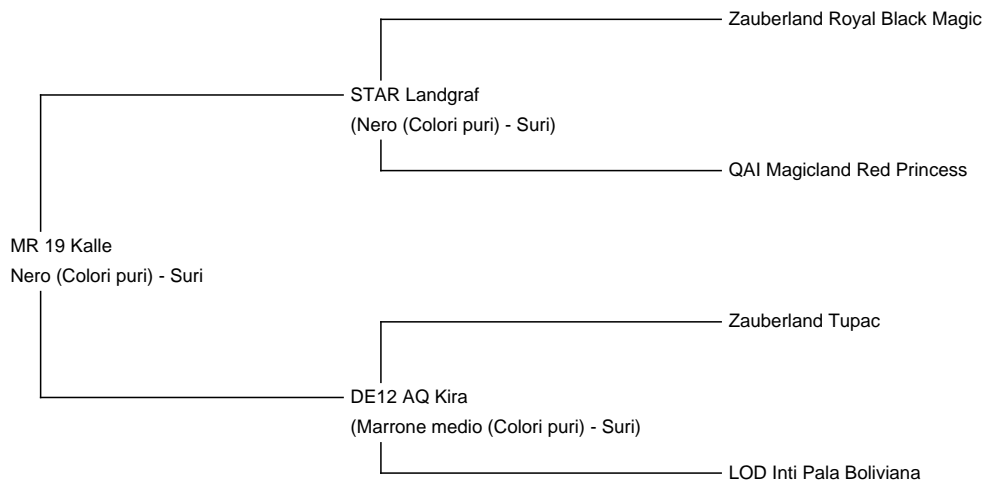 Zauberland Royal Black Magic
STAR Landgraf
(Nero (Colori puri) - Suri)
QAI Magicland Red Princess
MR 19 Kalle
Nero (Colori puri) - Suri
Zauberland Tupac
DE12 AQ Kira
(Marrone medio (Colori puri) - Suri)
LOD Inti Pala Boliviana